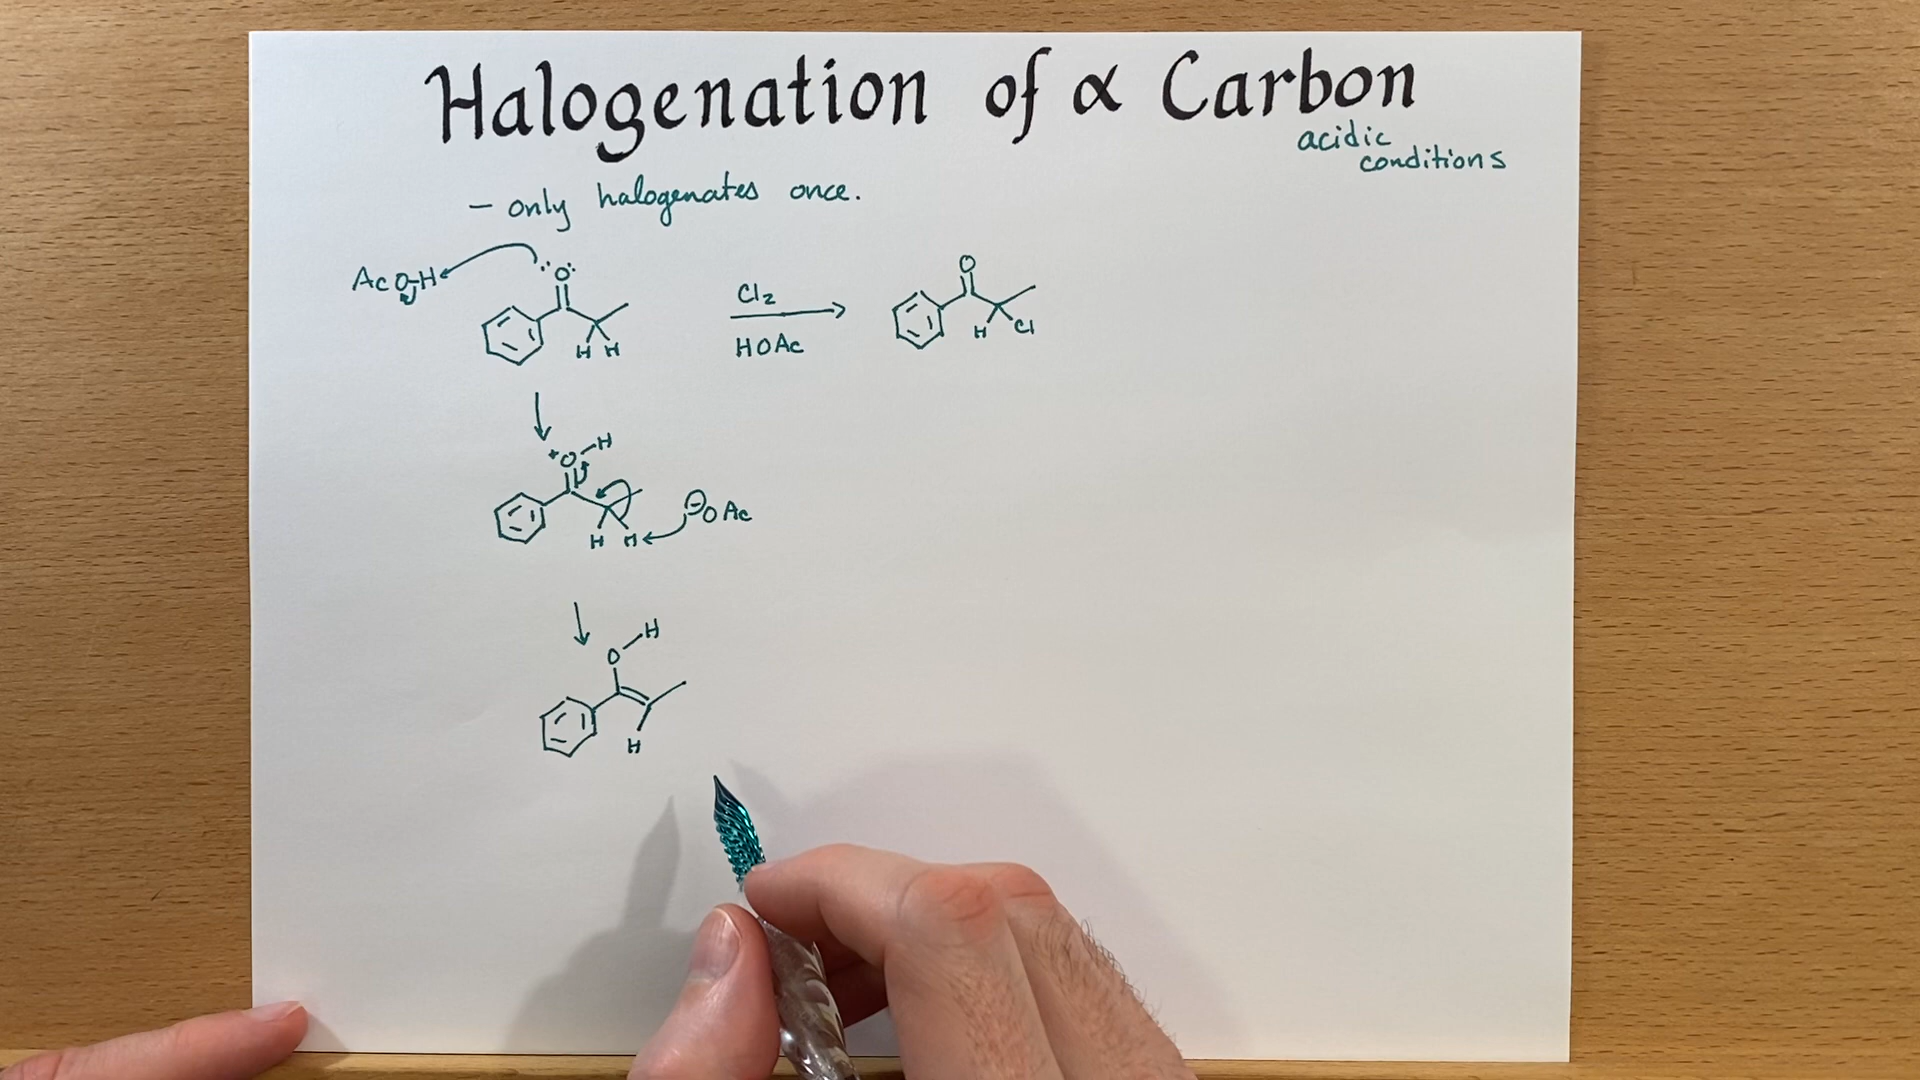 Halogenation of α Carbon
acidic
conditions
- only halogenates once.
AcO-H
:O:
H H
Cl₂
HOAc
O
H Cl
+O-H
H H
⊖OAc
O-H
H